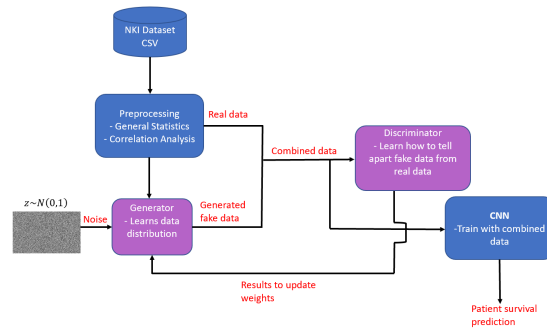 NKI Dataset
CSV
Preprocessing
- General Statistics
- Correlation Analysis
Real data
Combined data
Discriminator
- Learn how to tell
apart fake data from
real data
z~N(0,1)
Noise
Generator
- Learns data
distribution
Generated
fake data
CNN
-Train with combined
data
Results to update
weights
Patient survival
prediction